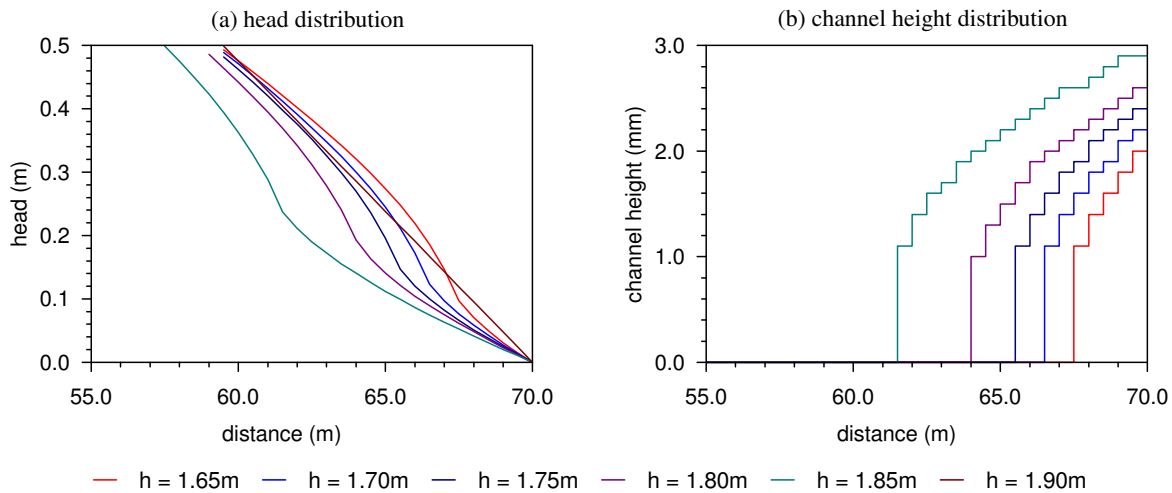 (a) head distribution
(b) channel height distribution
head (m)
0.5
0.4
0.3
0.2
0.1
0.0
55.0 60.0 65.0 70.0
distance (m)
channel height (mm)
3.0
2.0
1.0
0.0
55.0 60.0 65.0 70.0
distance (m)
h = 1.65m h = 1.70m h = 1.75m h = 1.80m h = 1.85m h = 1.90m